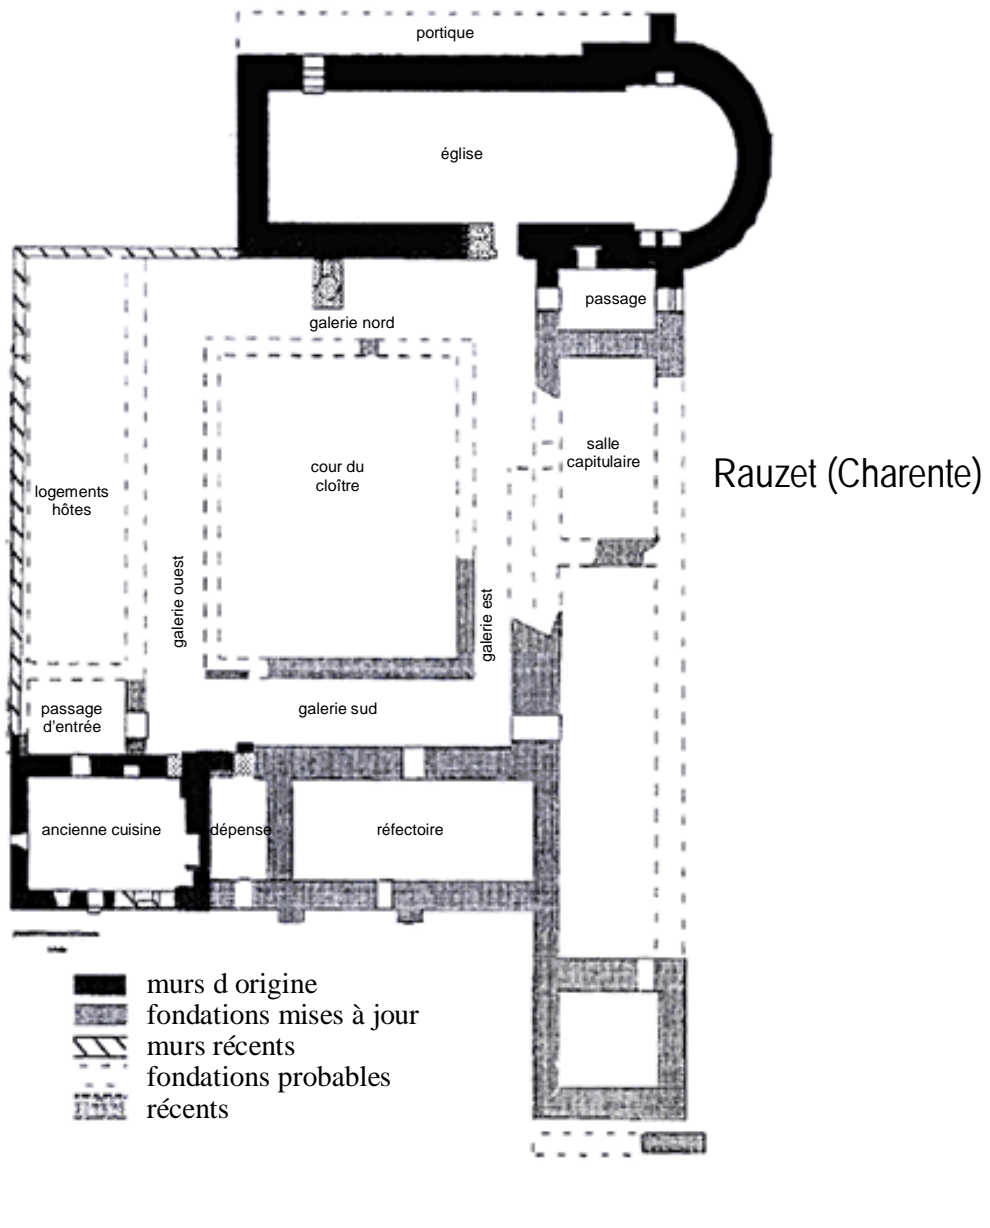 portique
église
passage
galerie nord
salle
capitulaire
cour du
cloître
Rauzet (Charente)
logements
hôtes
galerie ouest
galerie est
passage
d'entrée
galerie sud
ancienne cuisine
dépense
réfectoire
murs d origine
fondations mises à jour
murs récents
fondations probables
récents